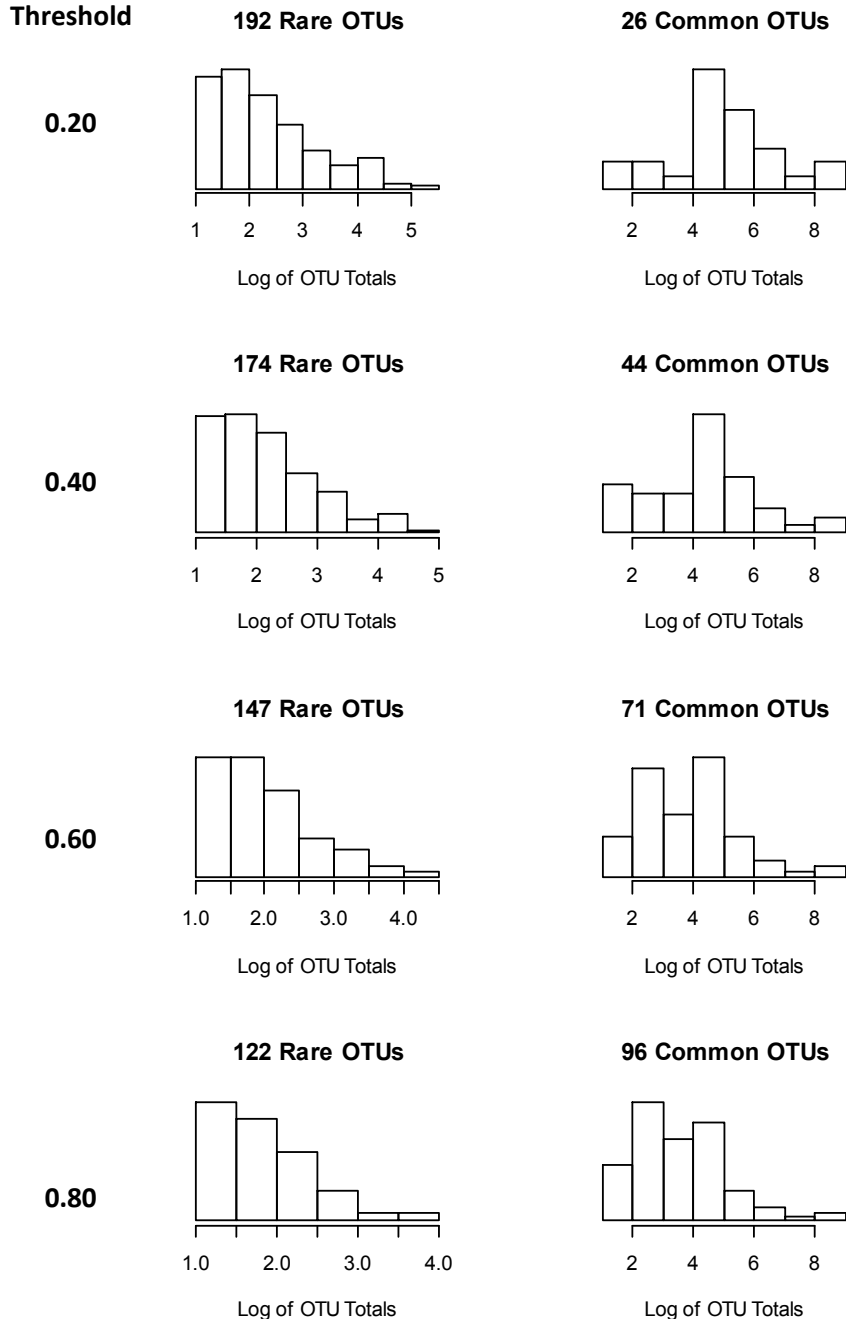 Threshold
192 Rare OTUs
26 Common OTUs
0.20
1 2 3 4 5
2 4 6 8
Log of OTU Totals
Log of OTU Totals
174 Rare OTUs
44 Common OTUs
0.40
1 2 3 4 5
2 4 6 8
Log of OTU Totals
Log of OTU Totals
147 Rare OTUs
71 Common OTUs
0.60
1.0 2.0 3.0 4.0
2 4 6 8
Log of OTU Totals
Log of OTU Totals
122 Rare OTUs
96 Common OTUs
0.80
1.0 2.0 3.0 4.0
2 4 6 8
Log of OTU Totals
Log of OTU Totals